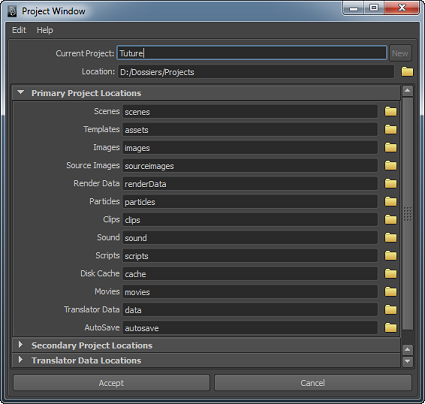 Project Window
Edit Help
Current Project: Tuture New
Location: D:/Dossiers/Projects
Primary Project Locations
Scenes scenes
Templates assets
Images images
Source Images sourceimages
Render Data renderData
Particles particles
Clips clips
Sound sound
Scripts scripts
Disk Cache cache
Movies movies
Translator Data data
AutoSave autosave
Secondary Project Locations
Translator Data Locations
Accept Cancel